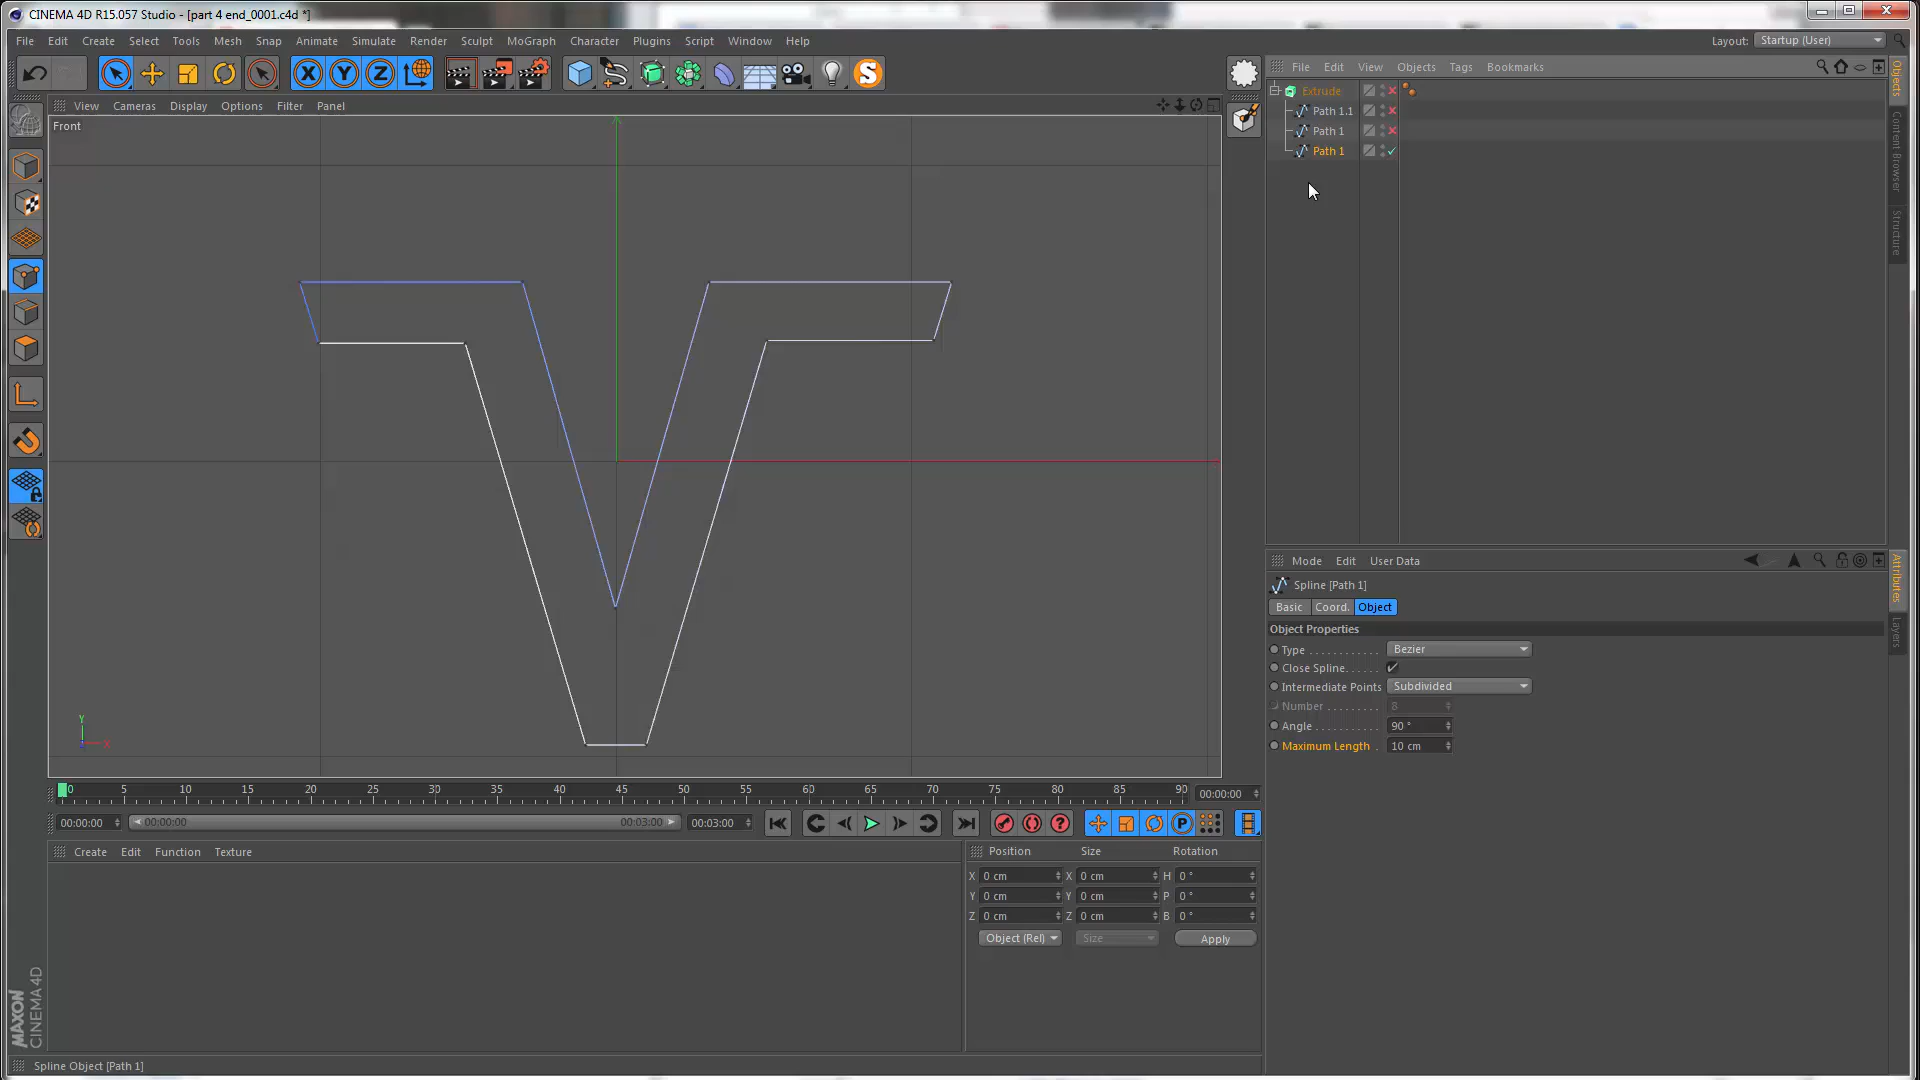 CINEMA 4D R15.057 Studio - [part 4 end_0001.c4d *]
File Edit Create Select Tools Mesh Snap Animate Simulate Render Sculpt MoGraph Character Plugins Script Window Help
Layout: Startup (User)
X Y Z S
File Edit View Objects Tags Bookmarks
View Cameras Display Options Filter Panel
Front
Extrude
Path 1.1
Path 1
Path 1
Objects
Content Browser
Structure
Mode Edit User Data
Spline [Path 1]
Basic Coord. Object
Object Properties
Type Bezier
Close Spline
Intermediate Points Subdivided
Number 8
Angle 90 °
Maximum Length 10 cm
Attributes
Layers
Y
X
Z
0 5 10 15 20 25 30 35 40 45 50 55 60 65 70 75 80 85 90
00:00:00
00:00:00 00:00:00 00:03:00 00:03:00
P
Create Edit Function Texture
Position Size Rotation
X 0 cm X 0 cm H 0 °
Y 0 cm Y 0 cm P 0 °
Z 0 cm Z 0 cm B 0 °
Object (Rel) Size Apply
MAXON
CINEMA 4D
Spline Object [Path 1]